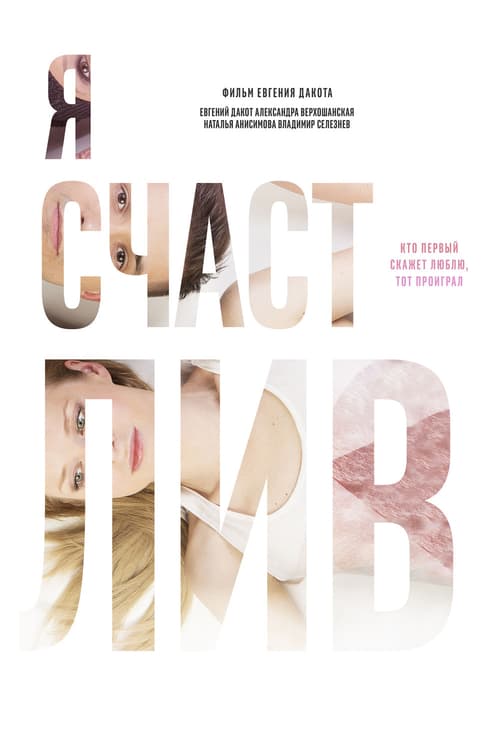 Я
ФИЛЬМ ЕВГЕНИЯ ДАКОТА
ЕВГЕНИЙ ДАКОТ АЛЕКСАНДРА ВЕРХОШАНСКАЯ
НАТАЛЬЯ АНИСИМОВА ВЛАДИМИР СЕЛЕЗНЕВ
СЧАСТ
КТО ПЕРВЫЙ
СКАЖЕТ ЛЮБЛЮ,
ТОТ ПРОИГРАЛ
ЛИВ